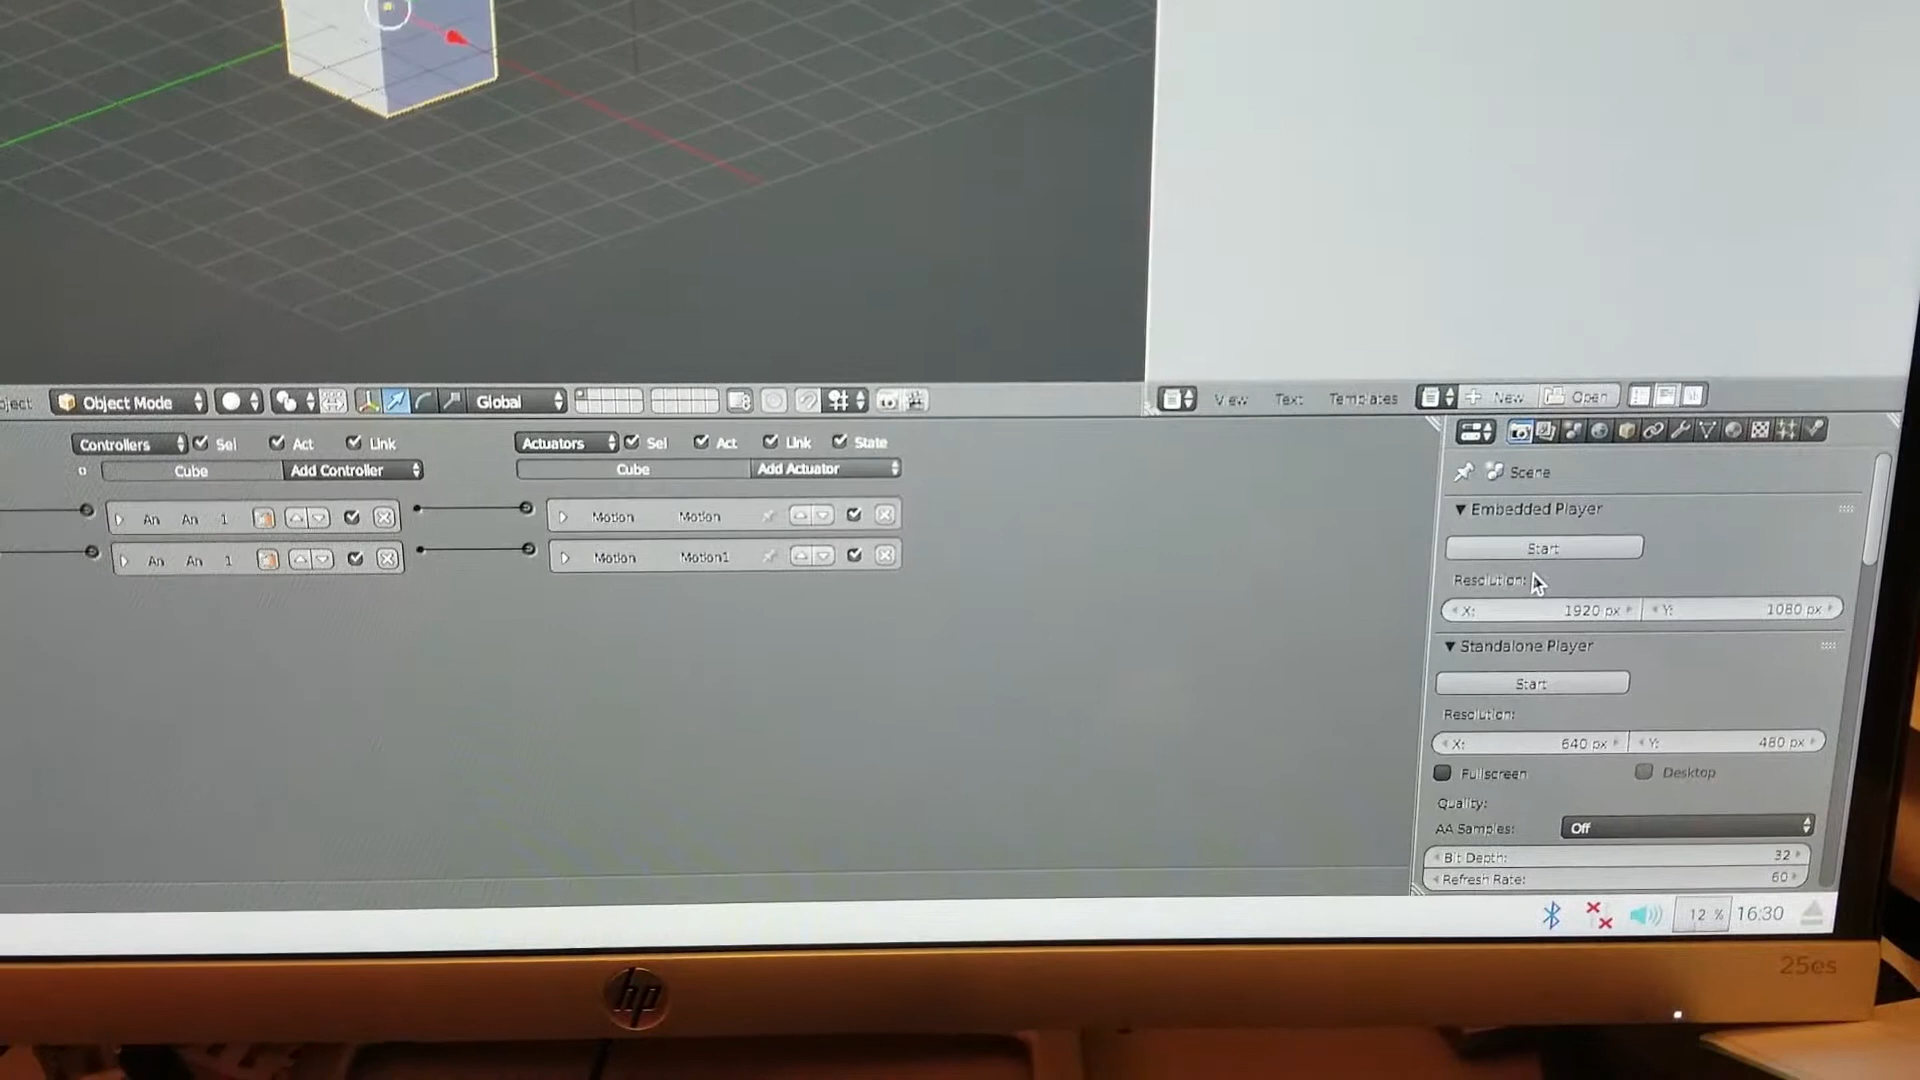 ject Object Mode Global
View Text Templates New Open
Controllers Sel Act Link
Cube Add Controller
An An 1
An An 1
Actuators Sel Act Link State
Cube Add Actuator
Motion Motion
Motion Motion1
Scene
Embedded Player
Start
Resolution:
X: 1920 px Y: 1080 px
Standalone Player
Start
Resolution:
X: 640 px Y: 480 px
Fullscreen Desktop
Quality:
AA Samples: Off
Bit Depth: 32
Refresh Rate: 60
12 % 16:30
hp
25es